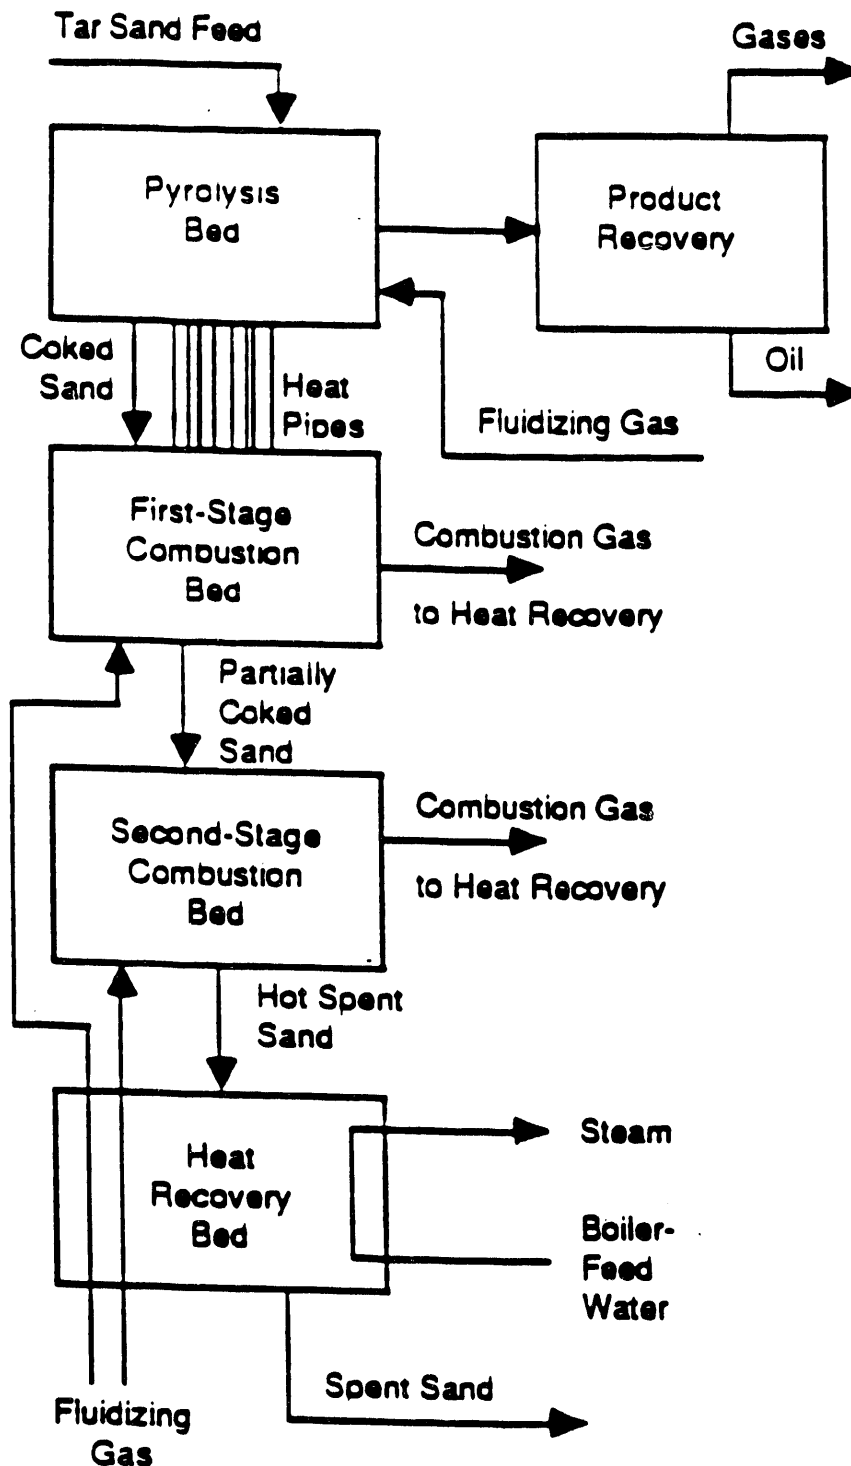 Tar Sand Feed
Gases
Pyrolysis
Bed
Product
Recovery
Coked
Sand
Heat
Pipes
Oil
Fluidizing Gas
First-Stage
Combustion
Bed
Combustion Gas
to Heat Recovery
Partially
Coked
Sand
Second-Stage
Combustion
Bed
Combustion Gas
to Heat Recovery
Hot Spent
Sand
Heat
Recovery
Bed
Steam
Boiler-
Feed
Water
Spent Sand
Fluidizing
Gas